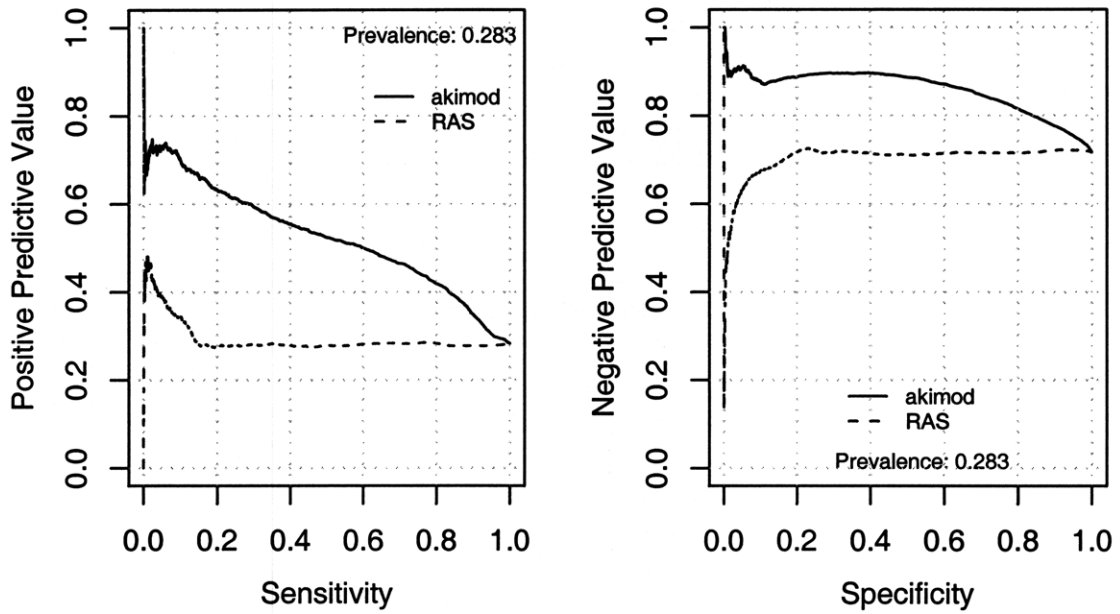 Positive Predictive Value
1.0
0.8
0.6
0.4
0.2
0.0
Prevalence: 0.283
akimod
RAS
0.0 0.2 0.4 0.6 0.8 1.0
Sensitivity
Negative Predictive Value
1.0
0.8
0.6
0.4
0.2
0.0
akimod
RAS
Prevalence: 0.283
0.0 0.2 0.4 0.6 0.8 1.0
Specificity